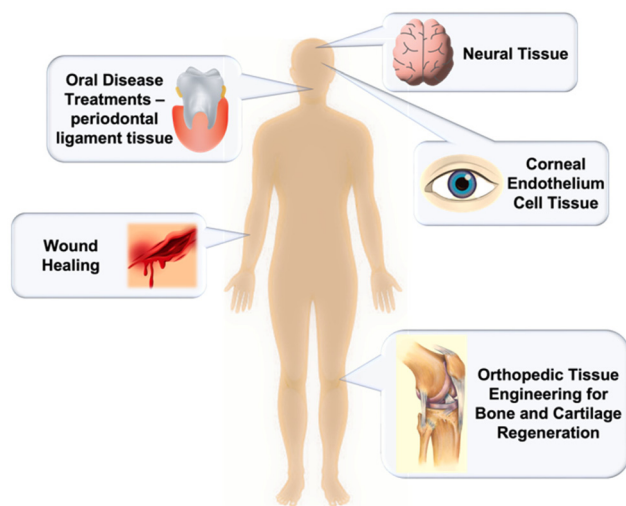 Neural Tissue
Oral Disease
Treatments –
periodontal
ligament tissue
Corneal
Endothelium
Cell Tissue
Wound
Healing
Orthopedic Tissue
Engineering for
Bone and Cartilage
Regeneration